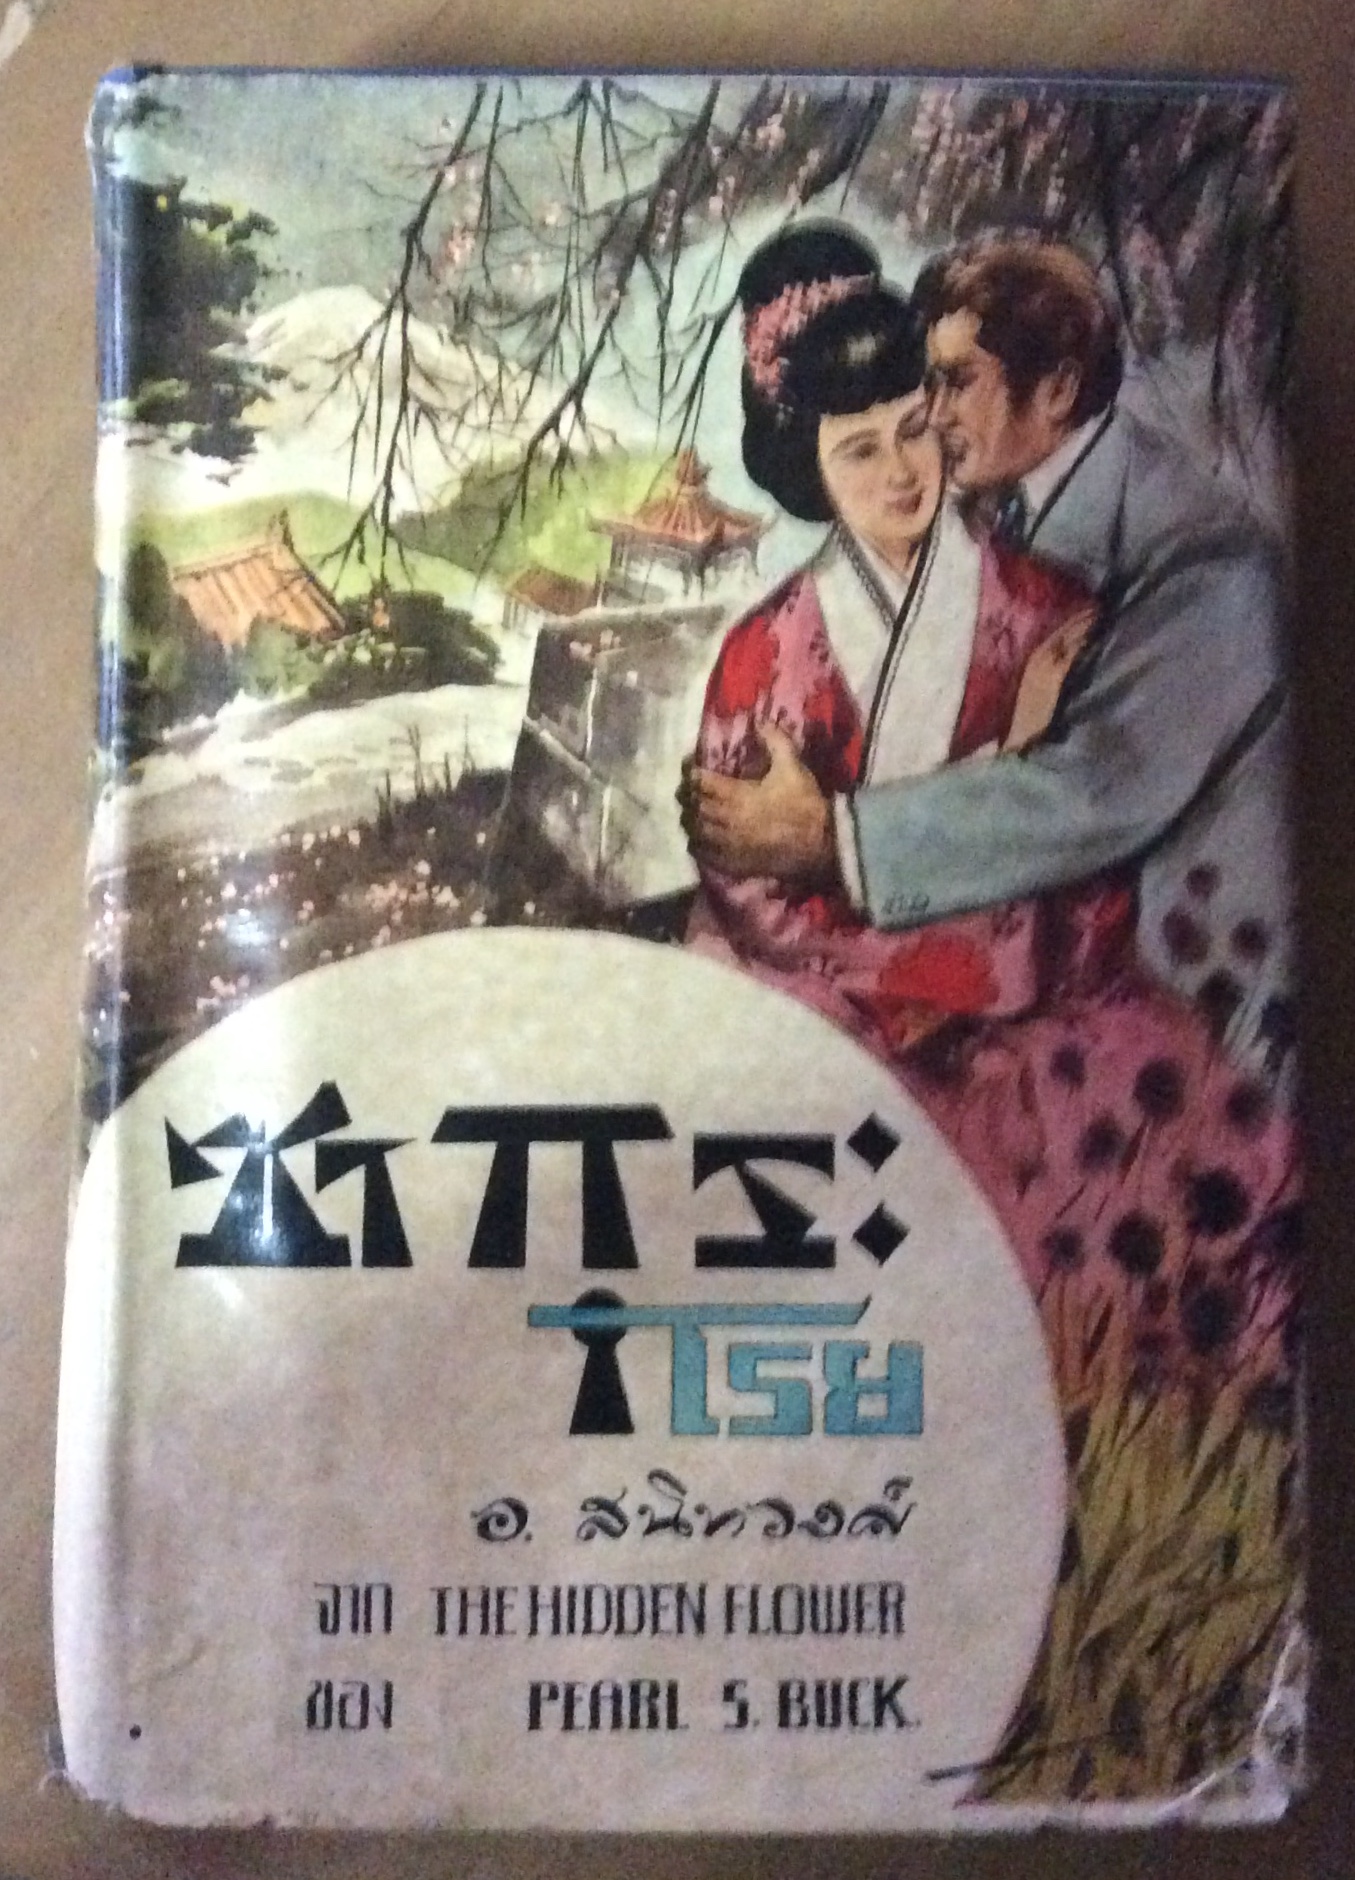 ซากุระ
โรย
อ. สนิทวงศ์
จาก THE HIDDEN FLOWER
ของ PEARL S. BUCK.